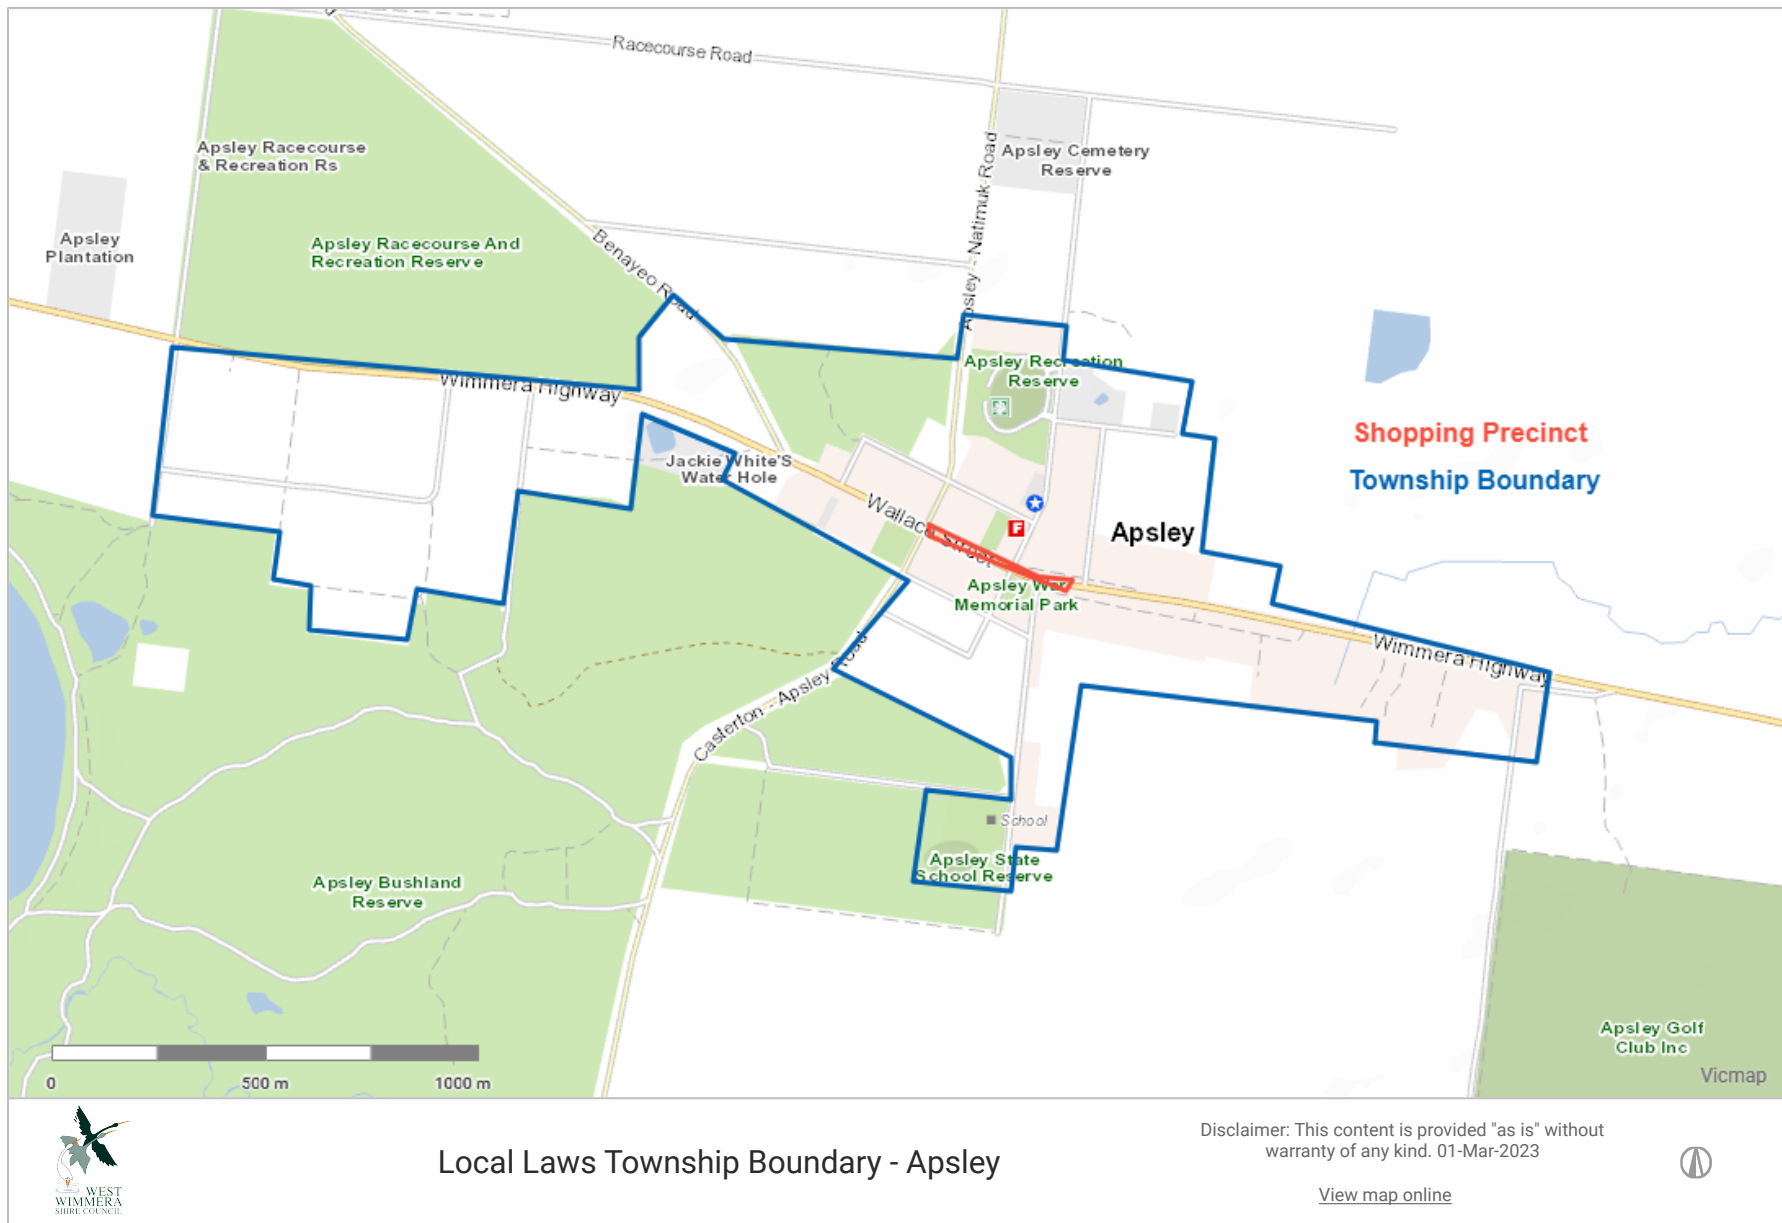 Racecourse Road
Apsley Racecourse
& Recreation Rs
Apsley Cemetery
Reserve
Apsley - Natimuk Road
Apsley
Plantation
Apsley Racecourse And
Recreation Reserve
Benayeo Road
Apsley Recreation
Reserve
Wimmera Highway
Shopping Precinct
Township Boundary
Jackie White'S
Water Hole
Wallace Street
F
Apsley
Apsley War
Memorial Park
Wimmera Highway
Casterton - Apsley Road
School
Apsley State
School Reserve
Apsley Bushland
Reserve
Apsley Golf
Club Inc
Vicmap
0 500 m 1000 m
WEST
WIMMERA
SHIRE COUNCIL
Local Laws Township Boundary - Apsley
Disclaimer: This content is provided "as is" without
warranty of any kind. 01-Mar-2023
View map online